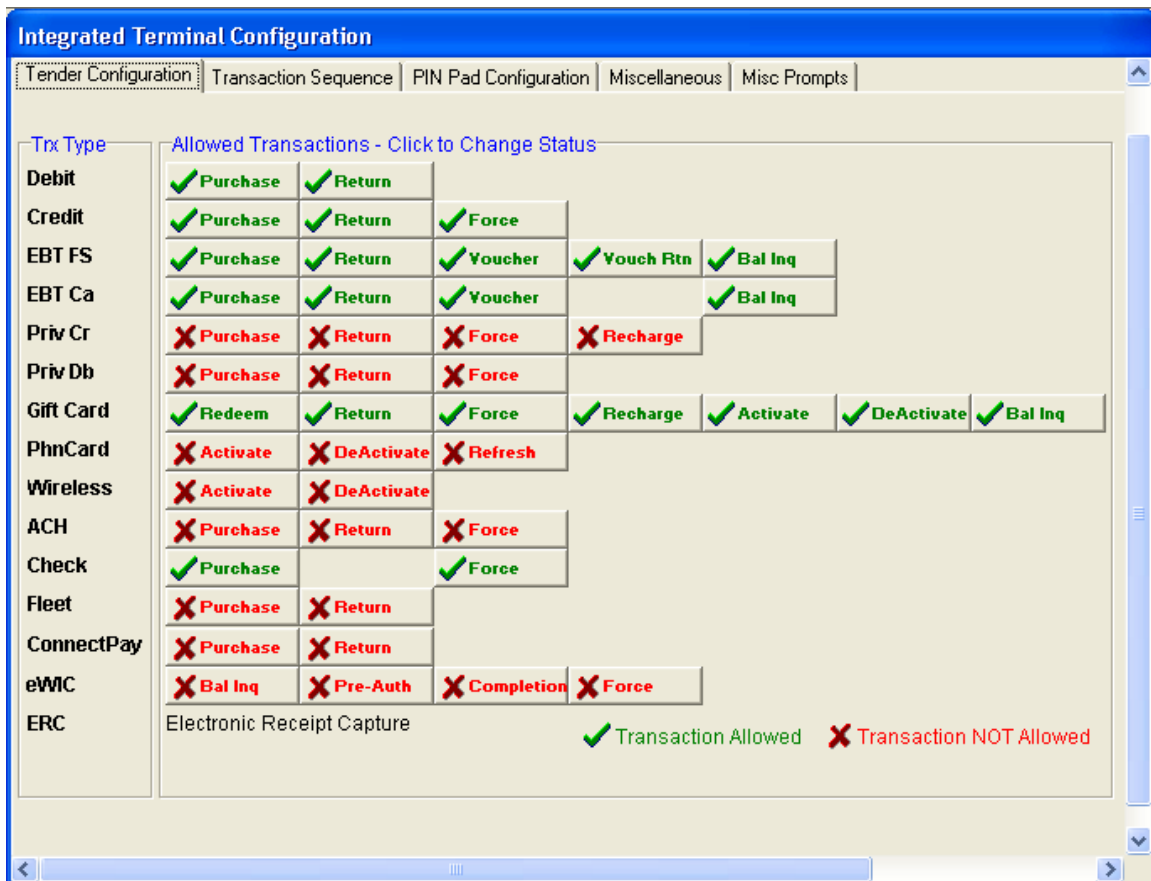 Integrated Terminal Configuration
Tender Configuration Transaction Sequence PIN Pad Configuration Miscellaneous Misc Prompts
Trx Type Allowed Transactions - Click to Change Status
Debit Purchase Return
Credit Purchase Return Force
EBT FS Purchase Return Voucher Vouch Rtn Bal Inq
EBT Ca Purchase Return Voucher Bal Inq
Priv Cr Purchase Return Force Recharge
Priv Db Purchase Return Force
Gift Card Redeem Return Force Recharge Activate DeActivate Bal Inq
PhnCard Activate DeActivate Refresh
Wireless Activate DeActivate
ACH Purchase Return Force
Check Purchase Force
Fleet Purchase Return
ConnectPay Purchase Return
eWIC Bal Inq Pre-Auth Completion Force
ERC Electronic Receipt Capture
Transaction Allowed Transaction NOT Allowed